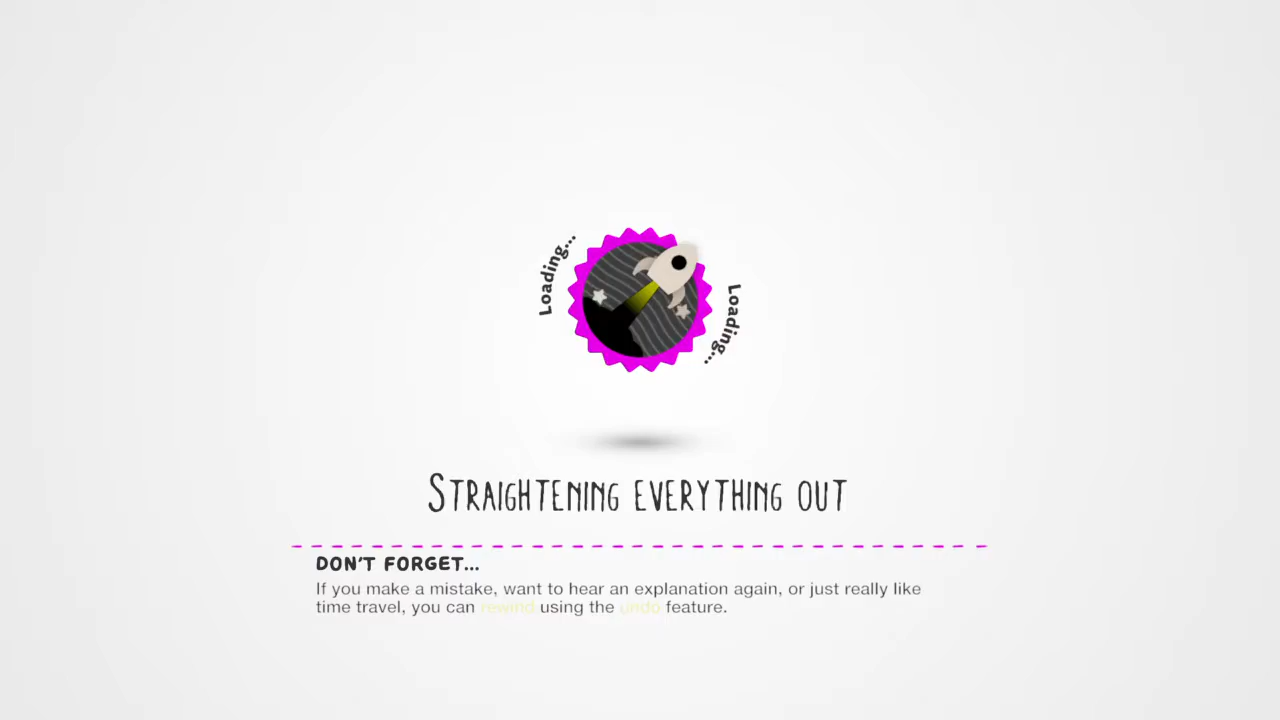 Loading...
Loading...
STRAIGHTENING EVERYTHING OUT
DON'T FORGET...
If you make a mistake, want to hear an explanation again, or just really like
time travel, you can rewind using the undo feature.